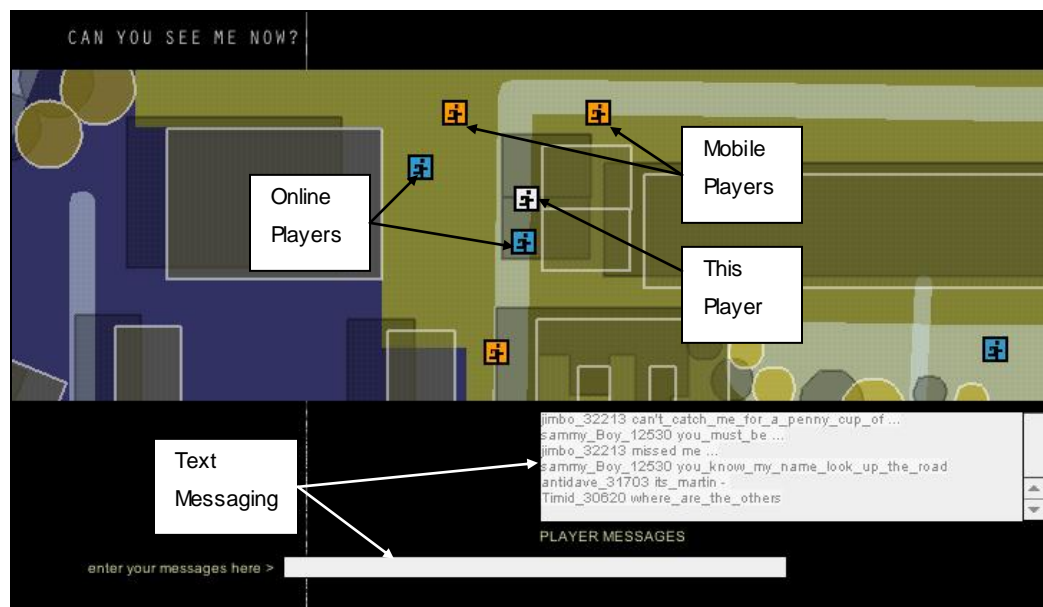 CAN YOU SEE ME NOW?
Mobile
Players
Online
Players
This
Player
Text
Messaging
jimbo_32213 can't_catch_me_for_a_penny_cup_of ...
sammy_Boy_12530 you_must_be ...
jimbo_32213 missed me ...
sammy_Boy_12530 you_know_my_name_look_up_the_road
antidave_31703 its_martin -
Timid_30620 where_are_the_others
PLAYER MESSAGES
enter your messages here >